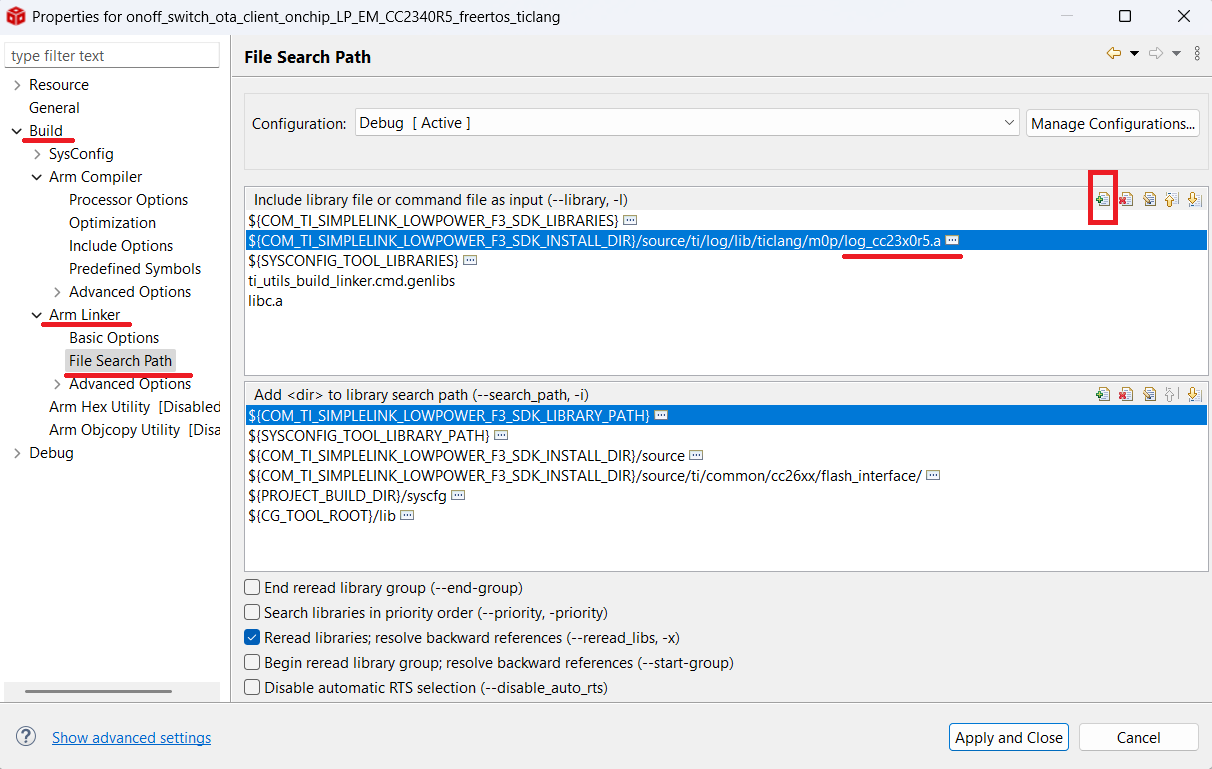 Properties for onoff_switch_ota_client_onchip_LP_EM_CC2340R5_freertos_ticlang
type filter text
Resource
General
Build
SysConfig
Arm Compiler
Processor Options
Optimization
Include Options
Predefined Symbols
Advanced Options
Arm Linker
Basic Options
File Search Path
Advanced Options
Arm Hex Utility [Disabled
Arm Objcopy Utility [Disa
Debug
File Search Path
Configuration: Debug [ Active ] Manage Configurations...
Include library file or command file as input (--library, -l)
${COM_TI_SIMPLELINK_LOWPOWER_F3_SDK_LIBRARIES}
${COM_TI_SIMPLELINK_LOWPOWER_F3_SDK_INSTALL_DIR}/source/ti/log/lib/ticlang/m0p/log_cc23x0r5.a
${SYSCONFIG_TOOL_LIBRARIES}
ti_utils_build_linker.cmd.genlibs
libc.a
Add <dir> to library search path (--search_path, -i)
${COM_TI_SIMPLELINK_LOWPOWER_F3_SDK_LIBRARY_PATH}
${SYSCONFIG_TOOL_LIBRARY_PATH}
${COM_TI_SIMPLELINK_LOWPOWER_F3_SDK_INSTALL_DIR}/source
${COM_TI_SIMPLELINK_LOWPOWER_F3_SDK_INSTALL_DIR}/source/ti/common/cc26xx/flash_interface/
${PROJECT_BUILD_DIR}/syscfg
${CG_TOOL_ROOT}/lib
End reread library group (--end-group)
Search libraries in priority order (--priority, -priority)
Reread libraries; resolve backward references (--reread_libs, -x)
Begin reread library group; resolve backward references (--start-group)
Disable automatic RTS selection (--disable_auto_rts)
Show advanced settings
Apply and Close
Cancel